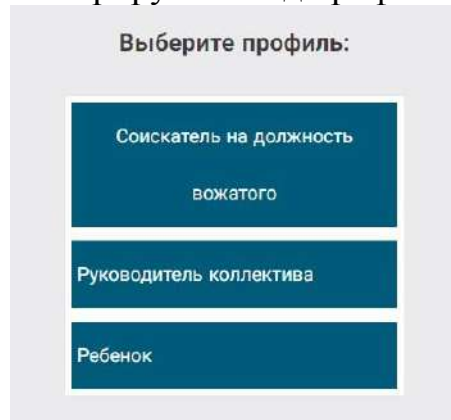 Выберите профиль:
Соискатель на должность
вожатого
Руководитель коллектива
Ребенок